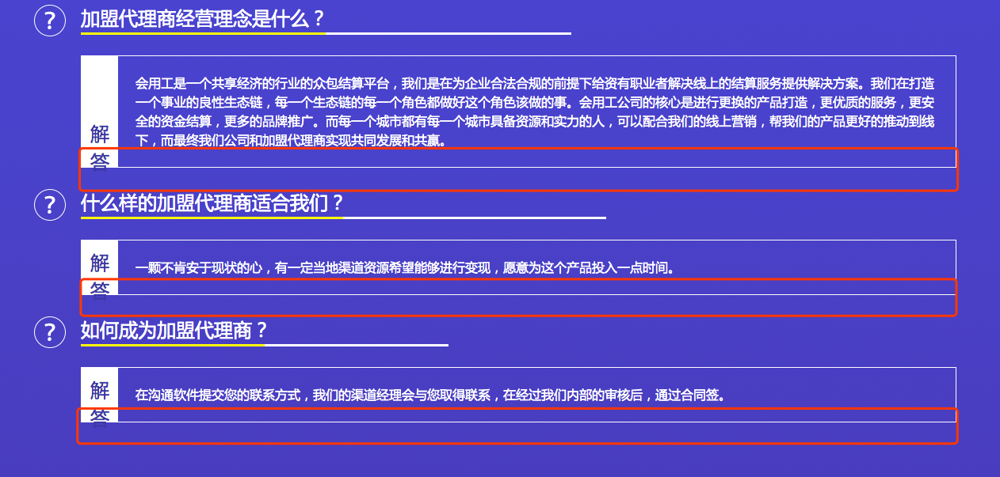 ? 加盟代理商经营理念是什么？
会用工是一个共享经济的行业的众包结算平台，我们是在为企业合法合规的前提下给资有职业者解决线上的结算服务提供解决方案。我们在打造
一个事业的良性生态链，每一个生态链的每一个角色都做好这个角色该做的事。会用工公司的核心是进行更换的产品打造，更优质的服务，更安
全的资金结算，更多的品牌推广。而每一个城市都有每一个城市具备资源和实力的人，可以配合我们的线上营销，帮我们的产品更好的推动到线
解
下，而最终我们公司和加盟代理商实现共同发展和共赢。
答
? 什么样的加盟代理商适合我们？
解
一颗不肯安于现状的心，有一定当地渠道资源希望能够进行变现，愿意为这个产品投入一点时间。
答
? 如何成为加盟代理商？
解
在沟通软件提交您的联系方式，我们的渠道经理会与您取得联系，在经过我们内部的审核后，通过合同签。
答